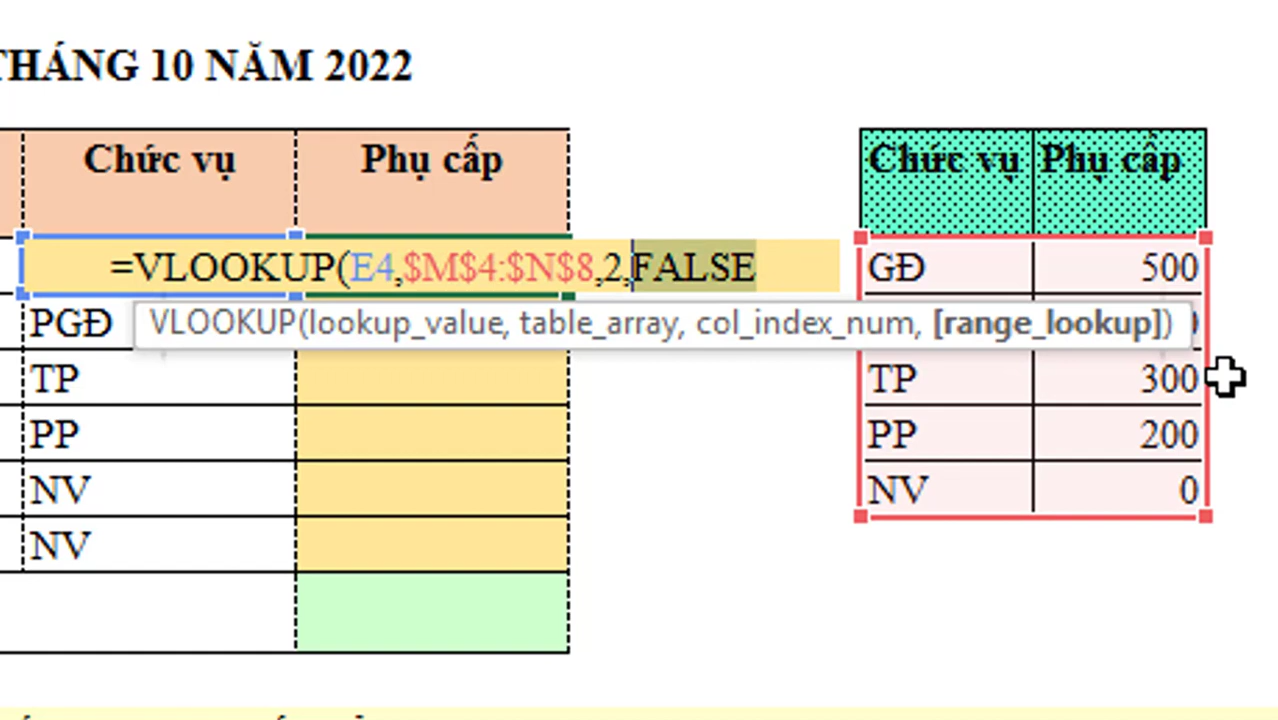 THÁNG 10 NĂM 2022
Chức vụ Phụ cấp Chức vụ Phụ cấp
=VLOOKUP(E4,$M$4:$N$8,2,FALSE GĐ 500
PGĐ VLOOKUP(lookup_value, table_array, col_index_num, [range_lookup])
TP TP 300
PP PP 200
NV NV 0
NV